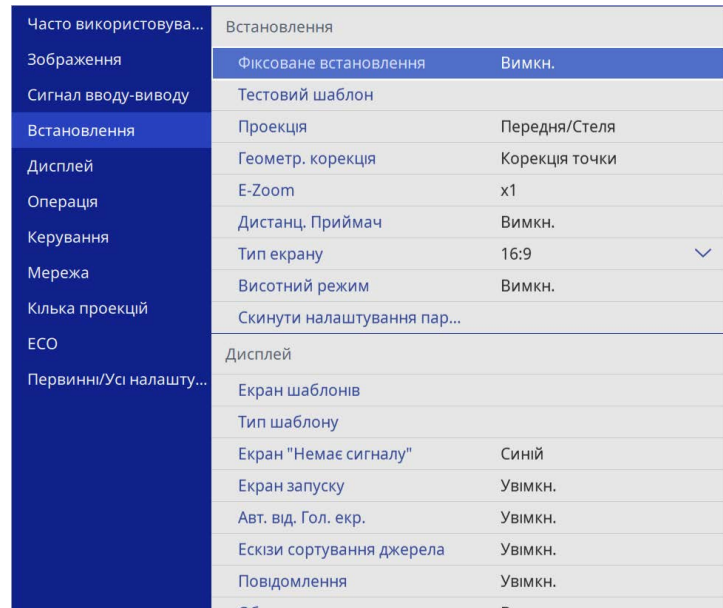 Часто використовува...
Зображення
Сигнал вводу-виводу
Встановлення
Дисплей
Операція
Керування
Мережа
Кілька проекцій
ECO
Первинні/Усі налашту...
Встановлення
Фіксоване встановлення Вимкн.
Тестовий шаблон
Проекція Передня/Стеля
Геометр. корекція Корекція точки
E-Zoom x1
Дистанц. Приймач Вимкн.
Тип екрану 16:9
Висотний режим Вимкн.
Скинути налаштування пар...
Дисплей
Екран шаблонів
Тип шаблону
Екран "Немає сигналу" Синій
Екран запуску Увімкн.
Авт. від. Гол. екр. Увімкн.
Ескізи сортування джерела Увімкн.
Повідомлення Увімкн.